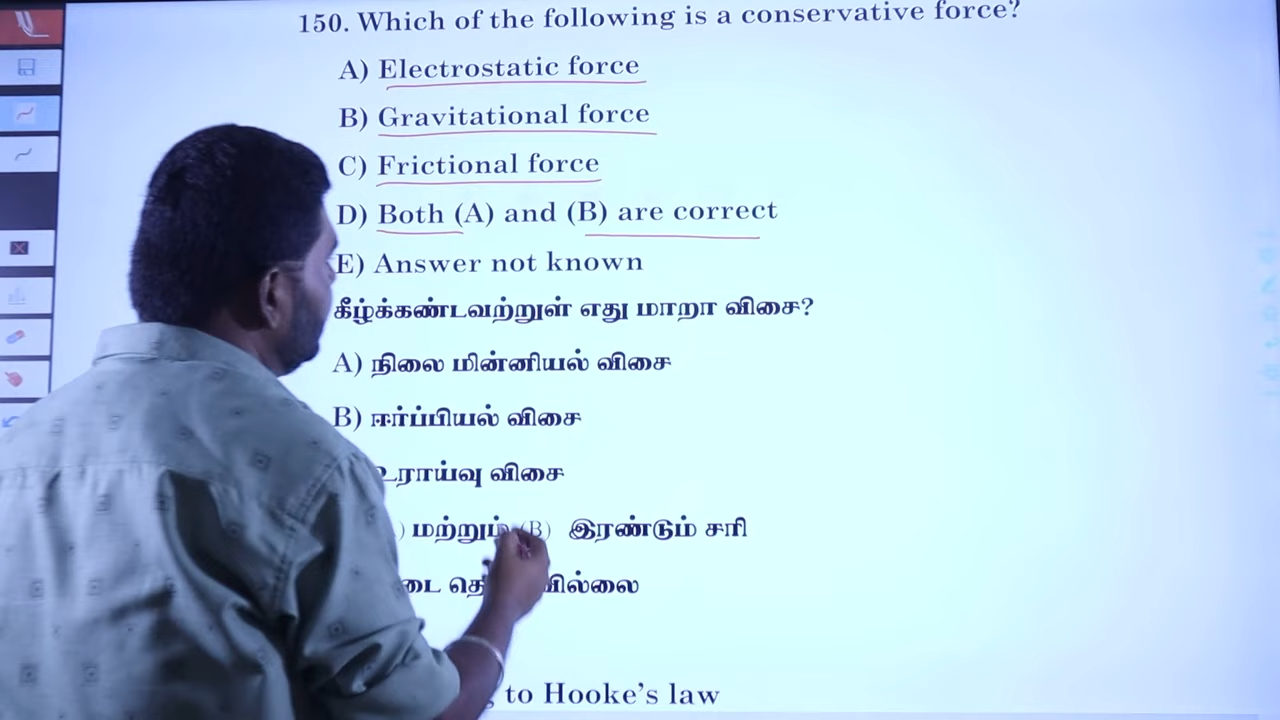 150. Which of the following is a conservative force?
A) Electrostatic force
B) Gravitational force
C) Frictional force
D) Both (A) and (B) are correct
E) Answer not known
கீழ்க்கண்டவற்றுள் எது மாறா விசை?
A) நிலை மின்னியல் விசை
B) ஈர்ப்பியல் விசை
உராய்வு விசை
) மற்றும் (B) இரண்டும் சரி
to Hooke's law